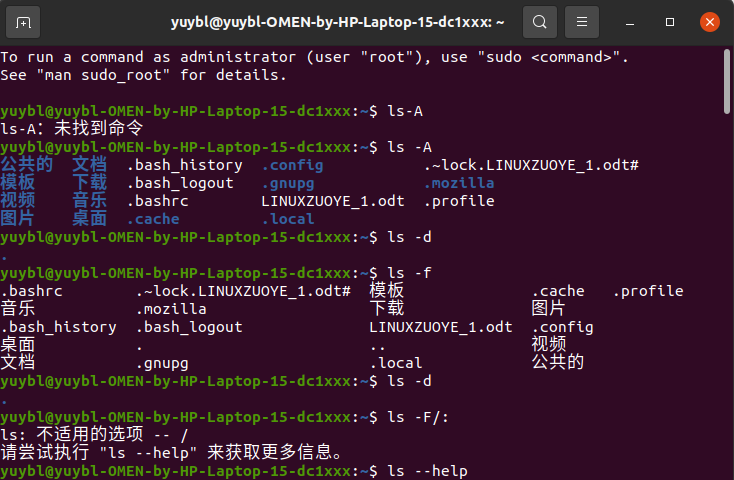 yuybl@yuybl-OMEN-by-HP-Laptop-15-dc1xxx: ~
To run a command as administrator (user "root"), use "sudo <command>".
See "man sudo_root" for details.
yuybl@yuybl-OMEN-by-HP-Laptop-15-dc1xxx:~$ ls-A
ls-A：未找到命令
yuybl@yuybl-OMEN-by-HP-Laptop-15-dc1xxx:~$ ls -A
公共的 文档 .bash_history .config .~lock.LINUXZUOYE_1.odt#
模板 下载 .bash_logout .gnupg .mozilla
视频 音乐 .bashrc LINUXZUOYE_1.odt .profile
图片 桌面 .cache .local
yuybl@yuybl-OMEN-by-HP-Laptop-15-dc1xxx:~$ ls -d
.
yuybl@yuybl-OMEN-by-HP-Laptop-15-dc1xxx:~$ ls -f
.bashrc .~lock.LINUXZUOYE_1.odt# 模板 .cache .profile
音乐 .mozilla 下载 图片
.bash_history .bash_logout LINUXZUOYE_1.odt .config
桌面 . .. 视频
文档 .gnupg .local 公共的
yuybl@yuybl-OMEN-by-HP-Laptop-15-dc1xxx:~$ ls -d
.
yuybl@yuybl-OMEN-by-HP-Laptop-15-dc1xxx:~$ ls -F/:
ls: 不适用的选项 -- /
请尝试执行 "ls --help" 来获取更多信息。
yuybl@yuybl-OMEN-by-HP-Laptop-15-dc1xxx:~$ ls --help